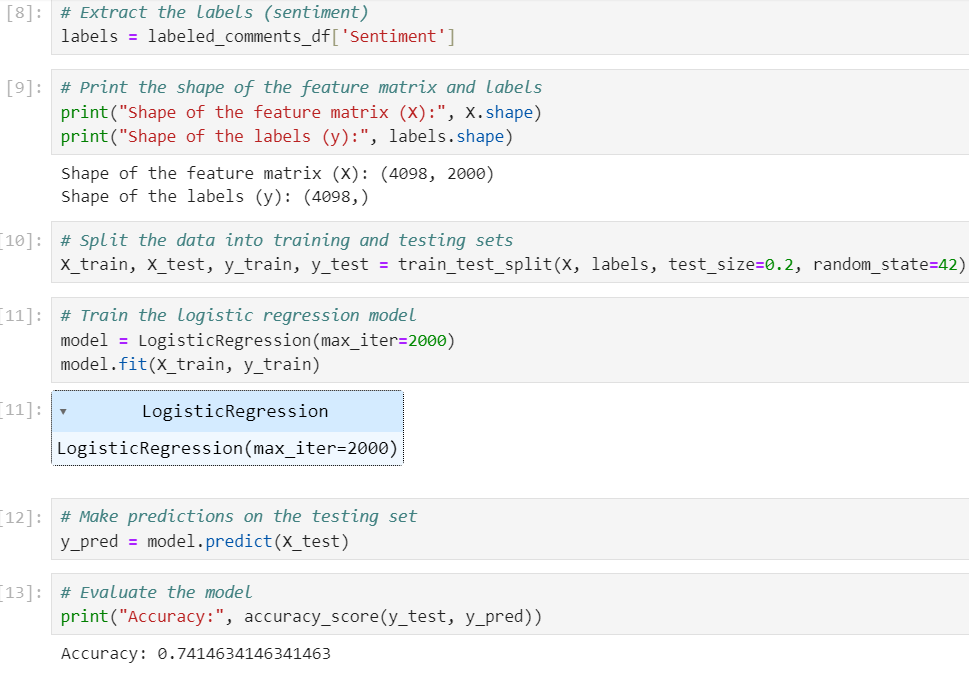 [8]: # Extract the labels (sentiment)
labels = labeled_comments_df['Sentiment']
[9]: # Print the shape of the feature matrix and labels
print("Shape of the feature matrix (X):", X.shape)
print("Shape of the labels (y):", labels.shape)
Shape of the feature matrix (X): (4098, 2000)
Shape of the labels (y): (4098,)
[10]: # Split the data into training and testing sets
X_train, X_test, y_train, y_test = train_test_split(X, labels, test_size=0.2, random_state=42)
[11]: # Train the logistic regression model
model = LogisticRegression(max_iter=2000)
model.fit(X_train, y_train)
[11]: ▾ LogisticRegression
LogisticRegression(max_iter=2000)
[12]: # Make predictions on the testing set
y_pred = model.predict(X_test)
[13]: # Evaluate the model
print("Accuracy:", accuracy_score(y_test, y_pred))
Accuracy: 0.7414634146341463